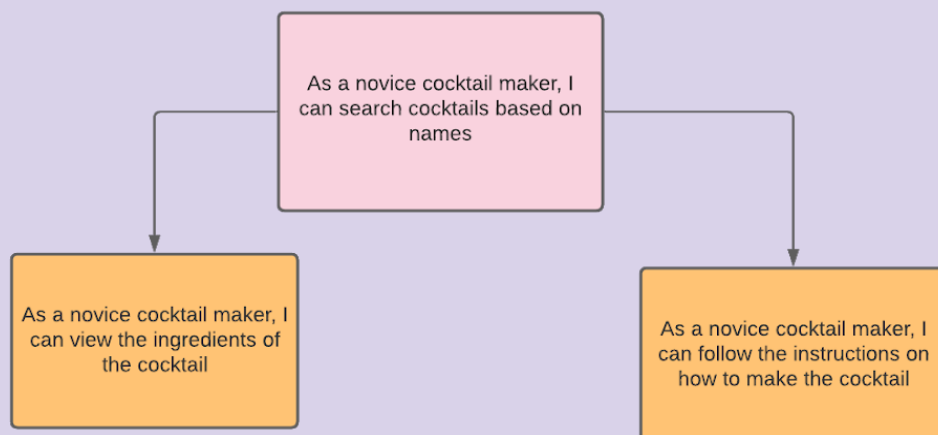 As a novice cocktail maker, I
can search cocktails based on
names
As a novice cocktail maker, I
can view the ingredients of
the cocktail
As a novice cocktail maker, I
can follow the instructions on
how to make the cocktail